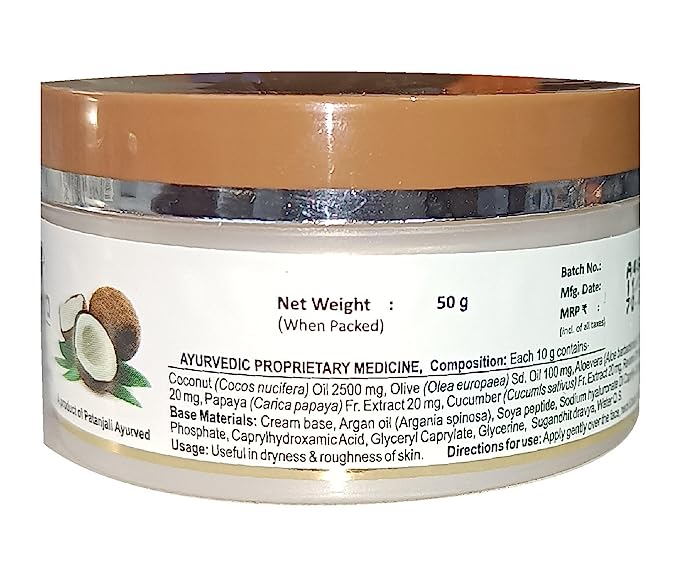 Net Weight : 50 g
(When Packed)
Batch No.:
Mfg. Date:
MRP ₹ :
(Incl. of all taxes)
A product of Patanjali Ayurved
AYURVEDIC PROPRIETARY MEDICINE, Composition: Each 10 g contains-
Coconut (Cocos nucifera) Oil 2500 mg, Olive (Olea europaea) Sd. Oil 100 mg, Aloevera (Aloe
20 mg, Papaya (Carica papaya) Fr. Extract 20 mg, Cucumber (Cucumis sativus) Fr. Extract 20 mg,
Base Materials: Cream base, Argan oil (Argania spinosa), Soya peptide, Sodium hyaluronate
Phosphate, Caprylhydroxamic Acid, Glyceryl Caprylate, Glycerine, Sugandhit dravya, Water Q.S.
Usage: Useful in dryness & roughness of skin. Directions for use: Apply gently over the face,